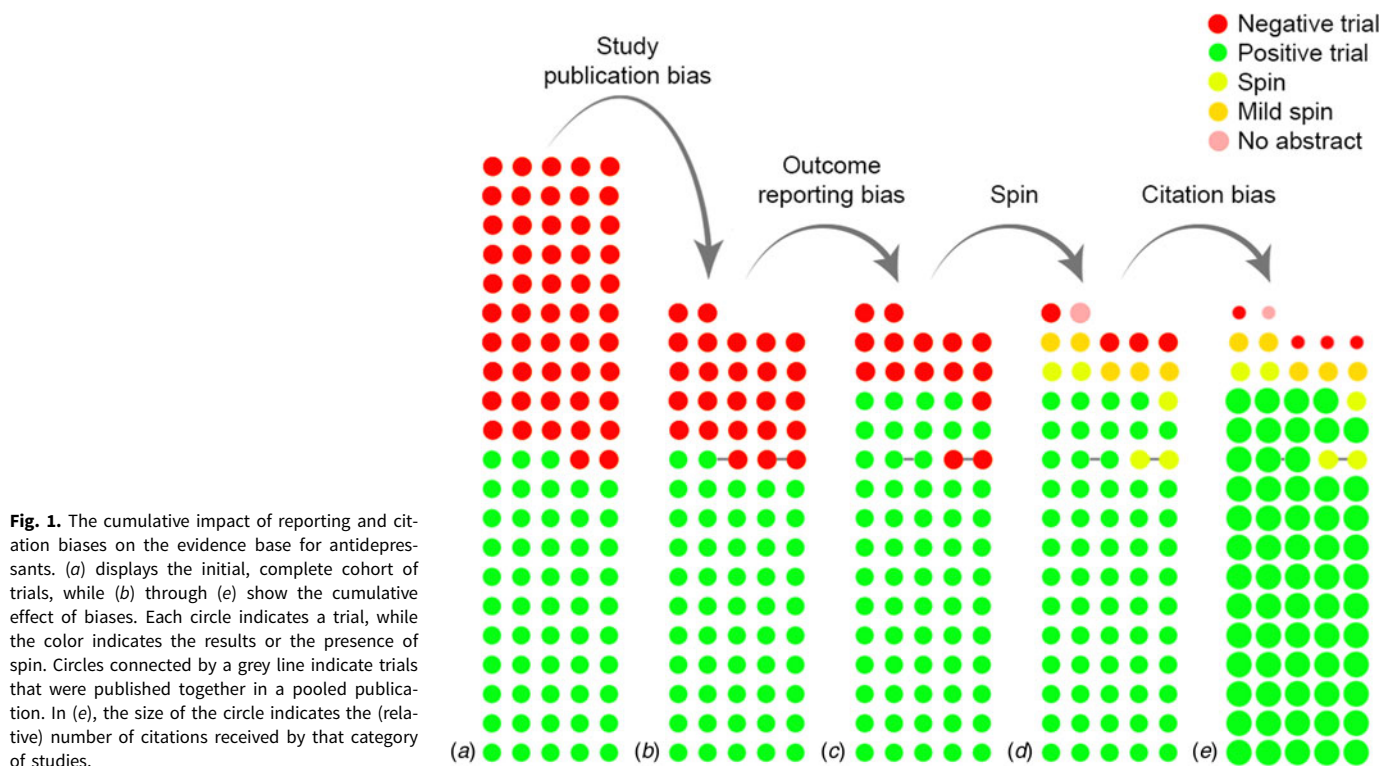 Study
publication bias
Outcome
reporting bias
Spin
Citation bias
Negative trial
Positive trial
Spin
Mild spin
No abstract
(a)
(b)
(c)
(d)
(e)
Fig. 1. The cumulative impact of reporting and cit-
ation biases on the evidence base for antidepres-
sants. (a) displays the initial, complete cohort of
trials, while (b) through (e) show the cumulative
effect of biases. Each circle indicates a trial, while
the color indicates the results or the presence of
spin. Circles connected by a grey line indicate trials
that were published together in a pooled publica-
tion. In (e), the size of the circle indicates the (rela-
tive) number of citations received by that category
of studies.